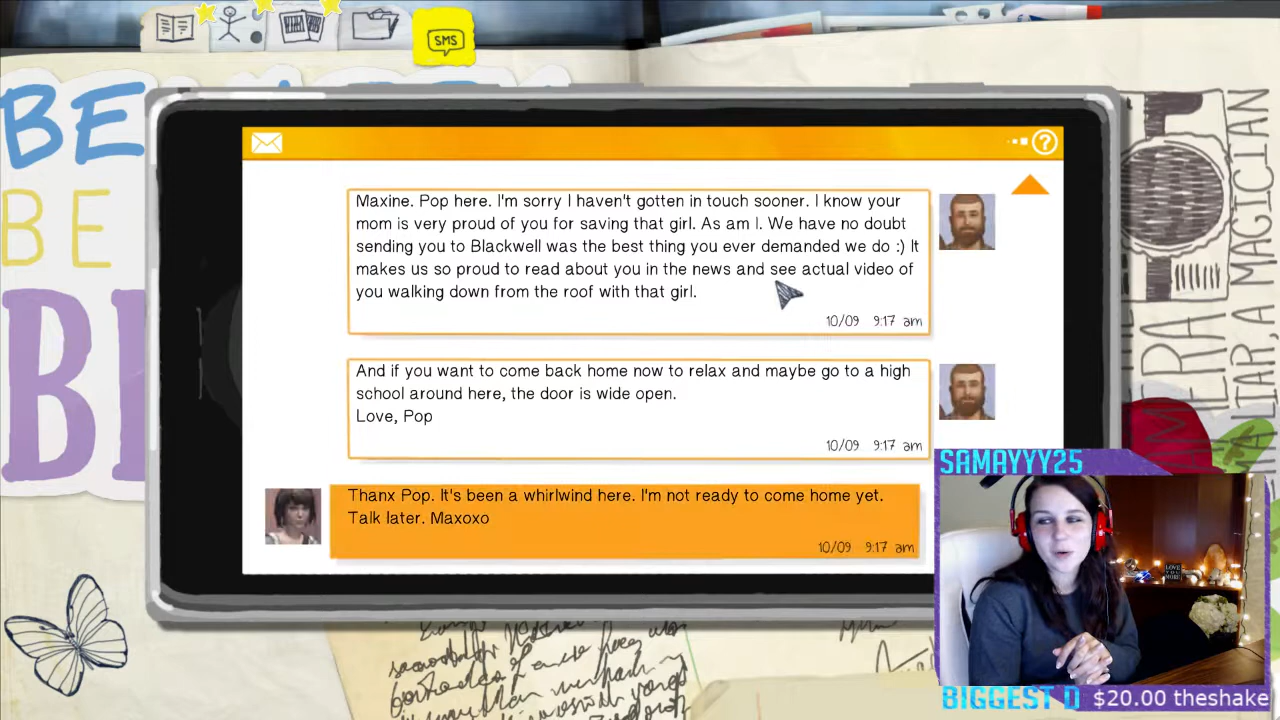 SMS
BE
BE
Maxine. Pop here. I'm sorry I haven't gotten in touch sooner. I know your
mom is very proud of you for saving that girl. As am I. We have no doubt
sending you to Blackwell was the best thing you ever demanded we do :) It
makes us so proud to read about you in the news and see actual video of
you walking down from the roof with that girl.
10/09 9:17 am
And if you want to come back home now to relax and maybe go to a high
school around here, the door is wide open.
Love, Pop
10/09 9:17 am
Thanx Pop. It's been a whirlwind here. I'm not ready to come home yet.
Talk later. Maxoxo
10/09 9:17 am
LIAR, A MAGICIAN
SAMAYYY25
LOVE
YOU
MORE
BIGGEST D
$20.00 theshake